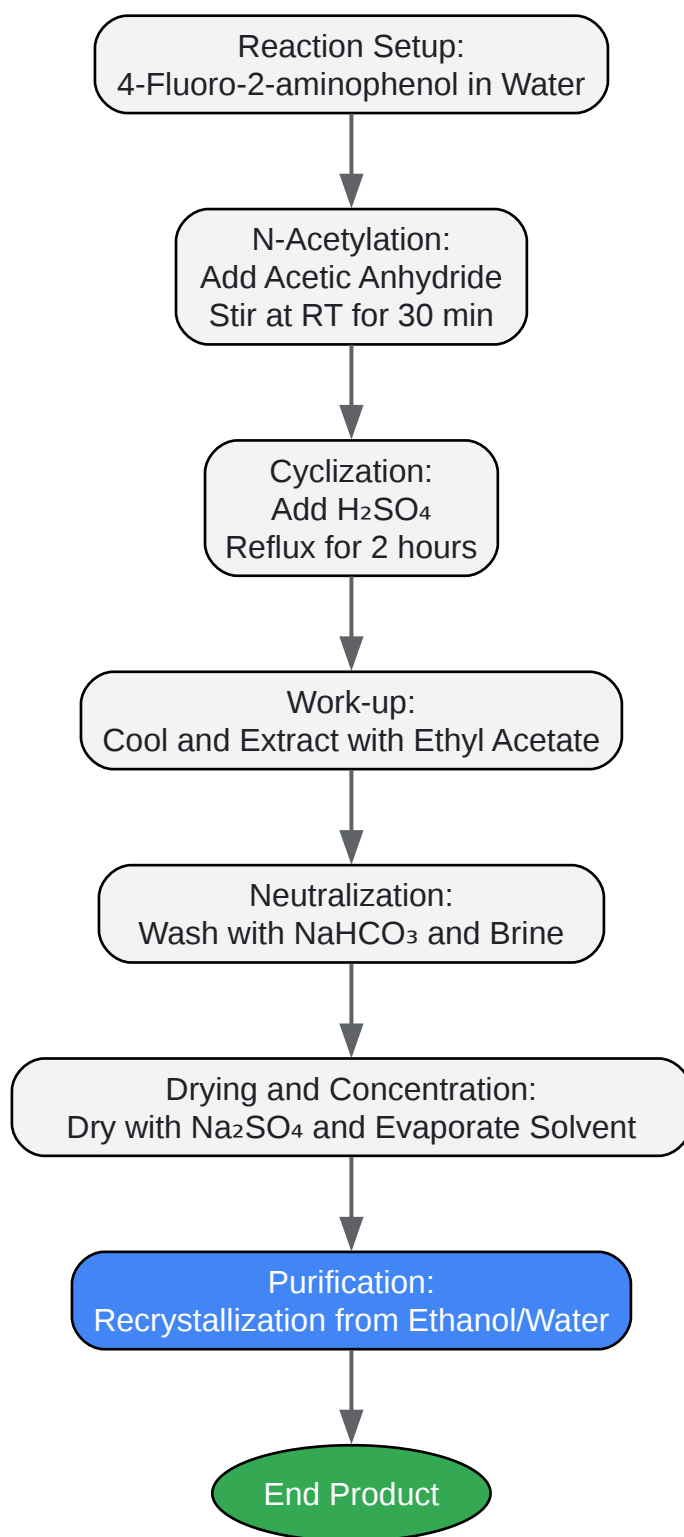 Reaction Setup:
4-Fluoro-2-aminophenol in Water
N-Acetylation:
Add Acetic Anhydride
Stir at RT for 30 min
Cyclization:
Add H₂SO₄
Reflux for 2 hours
Work-up:
Cool and Extract with Ethyl Acetate
Neutralization:
Wash with NaHCO₃ and Brine
Drying and Concentration:
Dry with Na₂SO₄ and Evaporate Solvent
Purification:
Recrystallization from Ethanol/Water
End Product